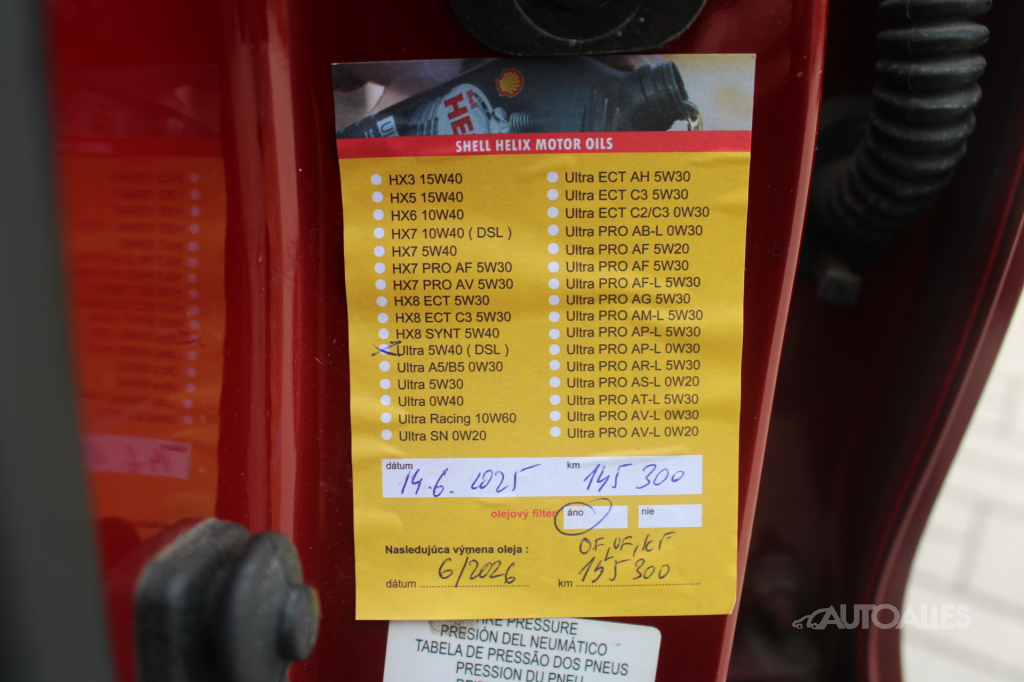 SHELL HELIX MOTOR OILS
HX3 15W40
HX5 15W40
HX6 10W40
HX7 10W40 ( DSL )
HX7 5W40
HX7 PRO AF 5W30
HX7 PRO AV 5W30
HX8 ECT 5W30
HX8 ECT C3 5W30
HX8 SYNT 5W40
Ultra 5W40 ( DSL )
Ultra A5/B5 0W30
Ultra 5W30
Ultra 0W40
Ultra Racing 10W60
Ultra SN 0W20
Ultra ECT AH 5W30
Ultra ECT C3 5W30
Ultra ECT C2/C3 0W30
Ultra PRO AB-L 0W30
Ultra PRO AF 5W20
Ultra PRO AF 5W30
Ultra PRO AF-L 5W30
Ultra PRO AG 5W30
Ultra PRO AM-L 5W30
Ultra PRO AP-L 5W30
Ultra PRO AP-L 0W30
Ultra PRO AR-L 5W30
Ultra PRO AS-L 0W20
Ultra PRO AT-L 5W30
Ultra PRO AV-L 0W30
Ultra PRO AV-L 0W20
dátum 14.6. 2025 km 145 300
olejový filter áno nie
OF, VF, KF
Nasledujúca výmena oleja :
dátum 6/2026 km 155 300
PRESSURE
PRESIÓN DEL NEUMÁTICO
TABELA DE PRESSÃO DOS PNEUS
PRESSION DU PNEU
AUTOALLES